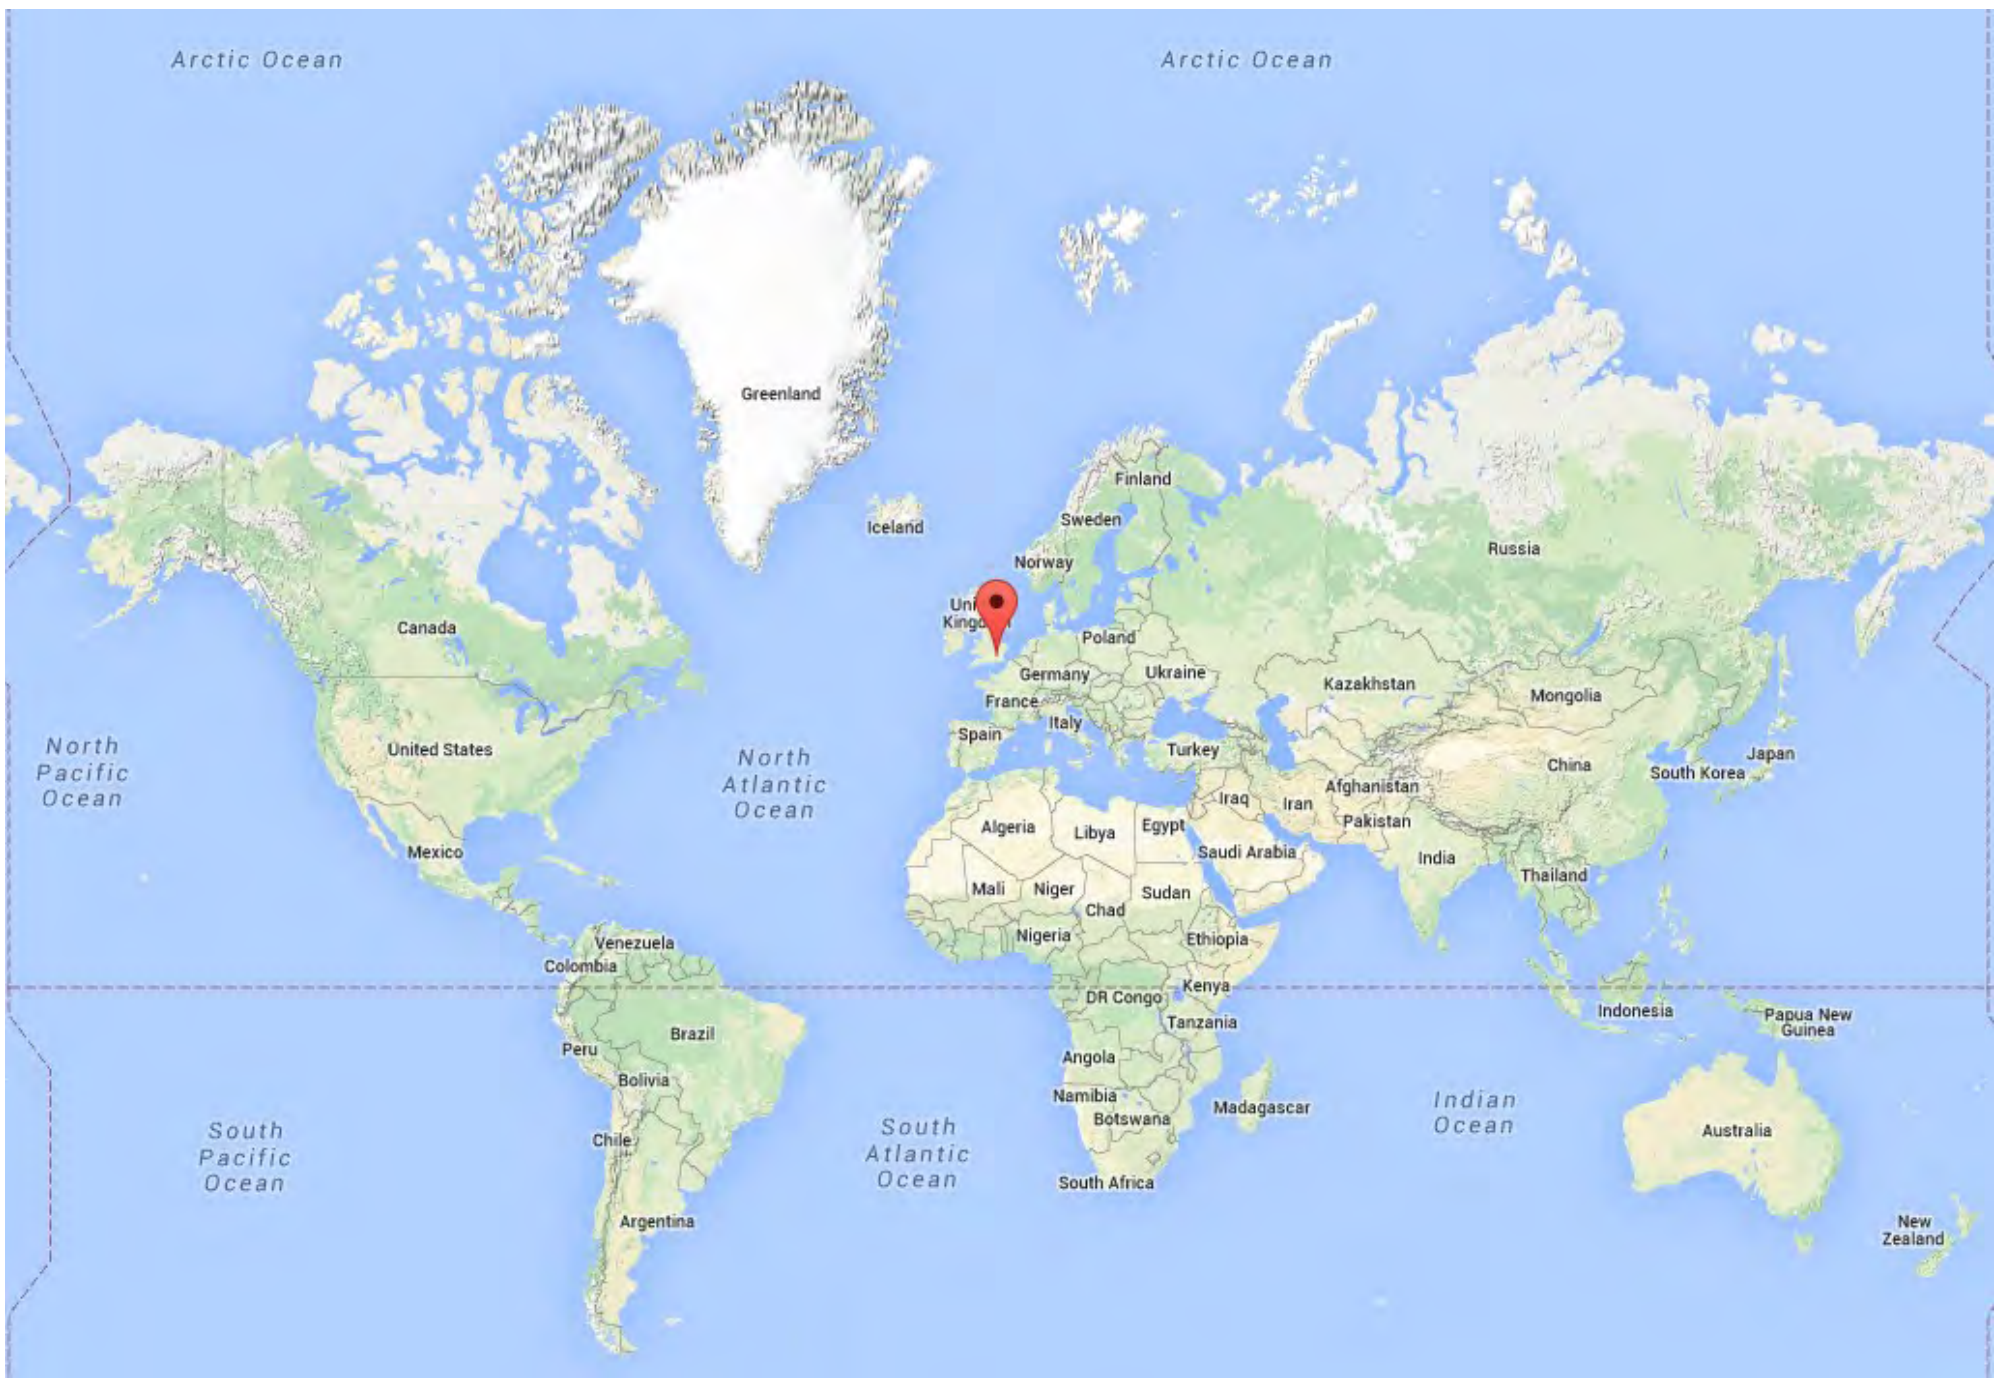 Arctic Ocean
Arctic Ocean
Greenland
Finland
Iceland
Sweden
Russia
Norway
Canada
Kingd
Poland
Germany
Ukraine
Kazakhstan
Mongolia
France
Italy
Spain
North
Pacific
Ocean
United States
North
Atlantic
Ocean
Turkey
China
Japan
South Korea
Afghanistan
Iraq
Iran
Pakistan
Algeria
Libya
Egypt
Mexico
Saudi Arabia
India
Thailand
Mali
Niger
Sudan
Chad
Nigeria
Ethiopia
Venezuela
Colombia
Kenya
DR Congo
Indonesia
Papua New
Guinea
Tanzania
Brazil
Peru
Angola
Bolivia
Namibia
Botswana
Madagascar
Indian
Ocean
Australia
Chile
South
Pacific
Ocean
South
Atlantic
Ocean
South Africa
Argentina
New
Zealand